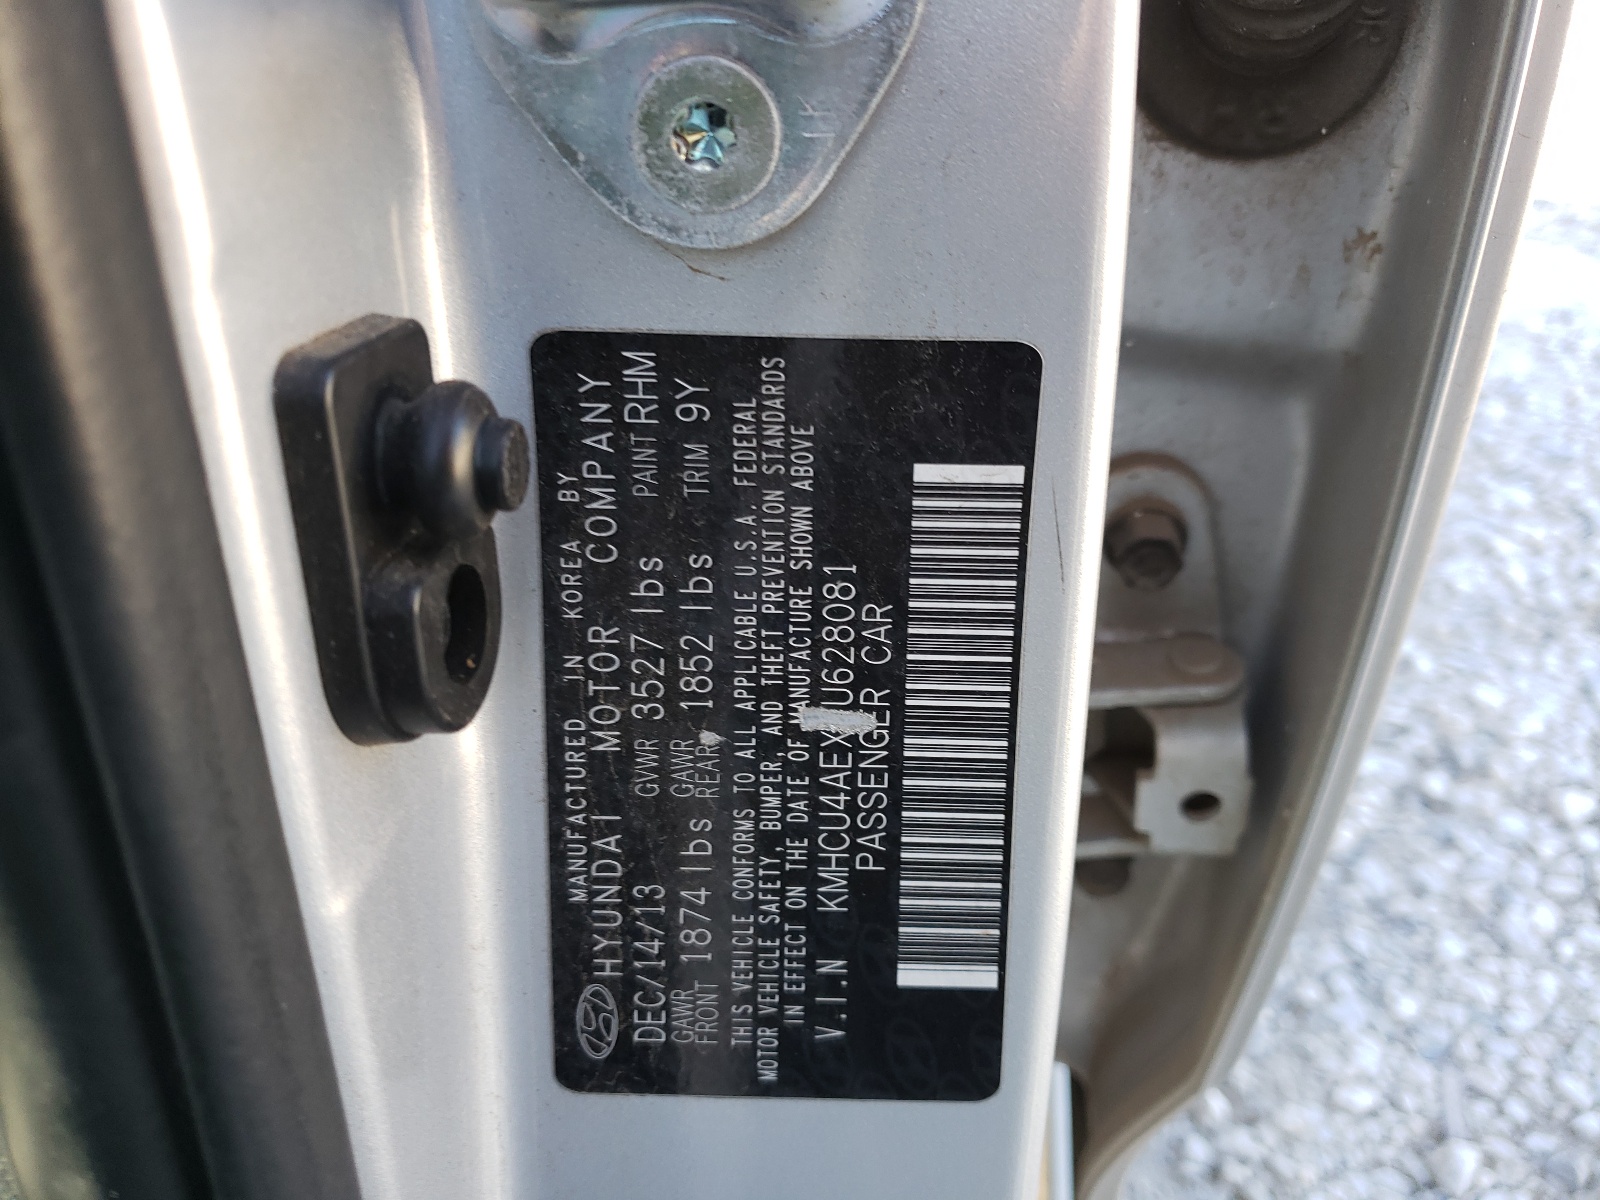 MANUFACTURED IN KOREA BY
HYUNDAI MOTOR COMPANY
DEC/14/13 GVWR 3527 lbs PAINT RHM
GAWR FRONT 1874 lbs GAWR REAR 1852 lbs TRIM 9Y
THIS VEHICLE CONFORMS TO ALL APPLICABLE U.S.A. FEDERAL
MOTOR VEHICLE SAFETY, BUMPER, AND THEFT PREVENTION STANDARDS
IN EFFECT ON THE DATE OF MANUFACTURE SHOWN ABOVE
V.I.N
PASSENGER CAR